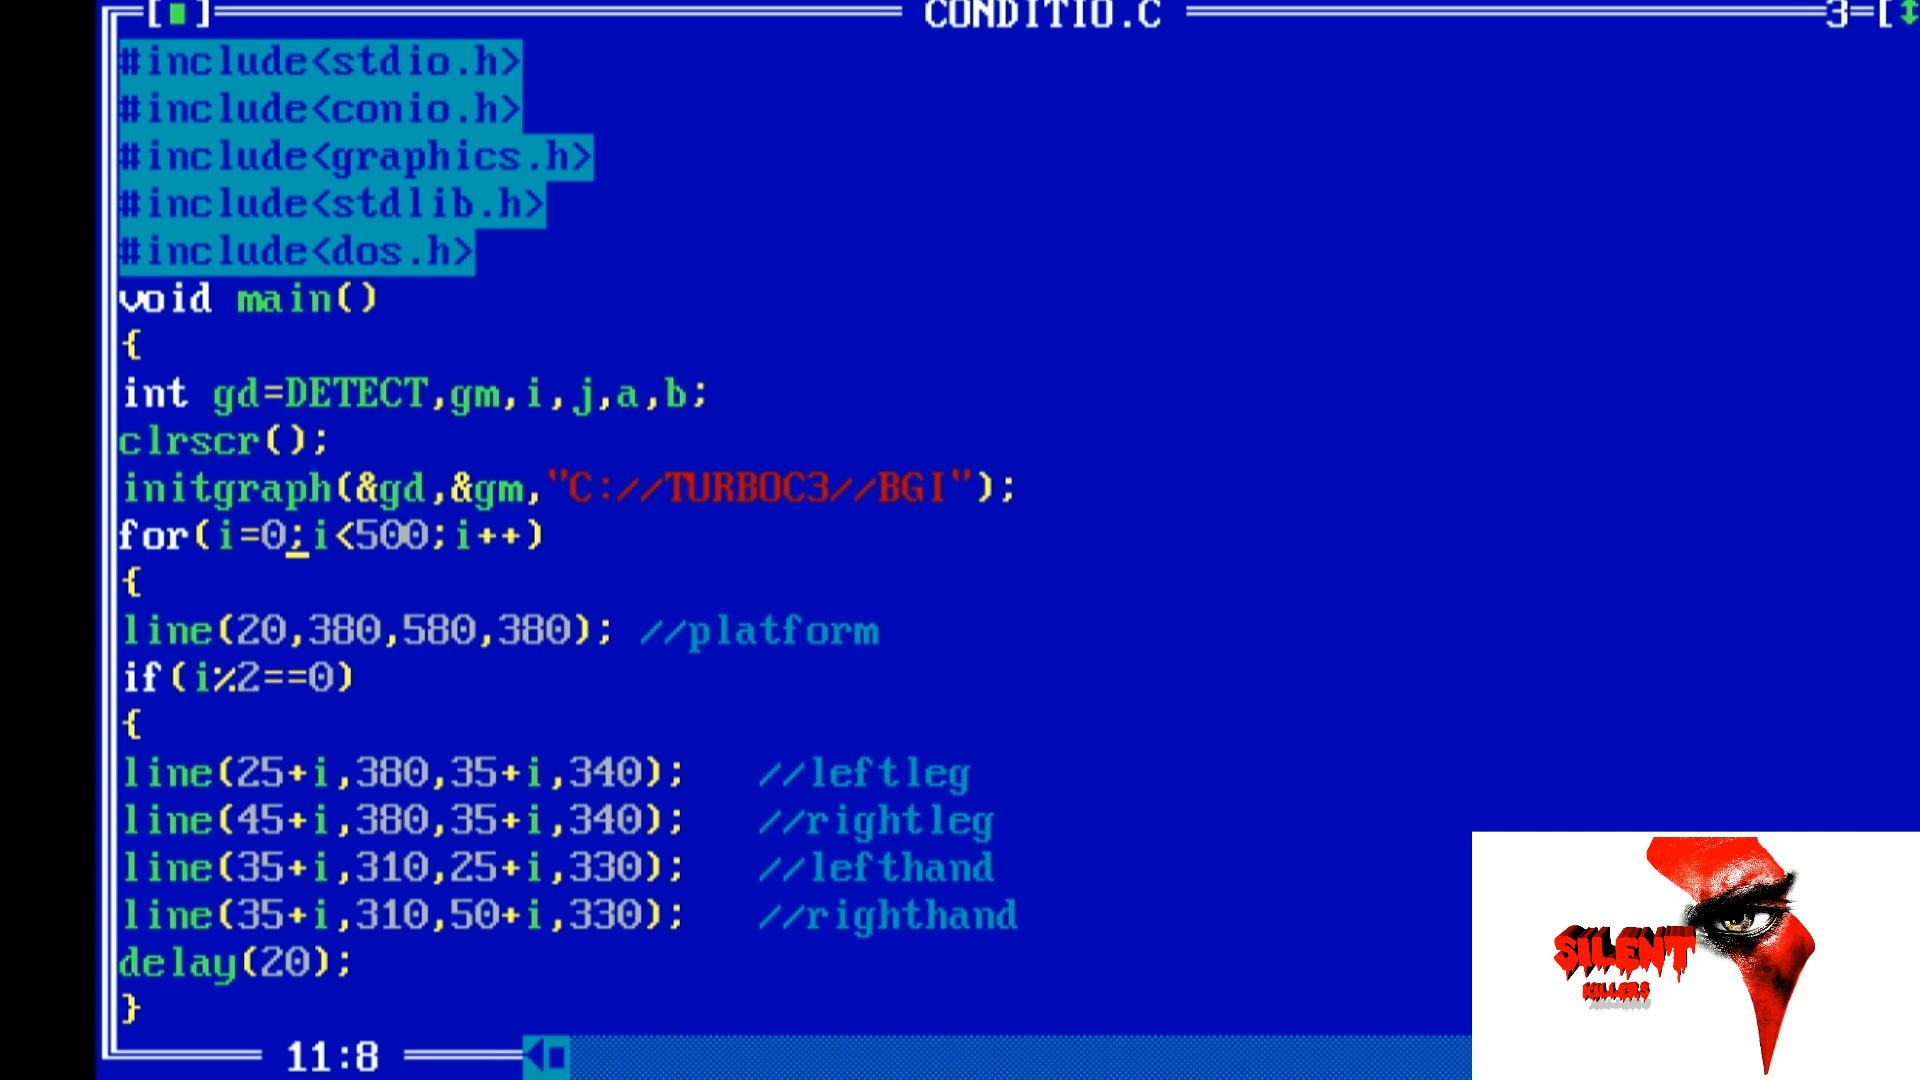 [■] CONDITIO.C 3=[↕
#include<stdio.h>
#include<conio.h>
#include<graphics.h>
#include<stdlib.h>
#include<dos.h>
void main()
{
int gd=DETECT,gm,i,j,a,b;
clrscr();
initgraph(&gd,&gm,"C://TURBOC3//BGI");
for(i=0;i<500;i++)
{
line(20,380,580,380); //platform
if(i%2==0)
{
line(25+i,380,35+i,340); //leftleg
line(45+i,380,35+i,340); //rightleg
line(35+i,310,25+i,330); //lefthand
line(35+i,310,50+i,330); //righthand
delay(20);
}
11:8
SILENT
KILLERS